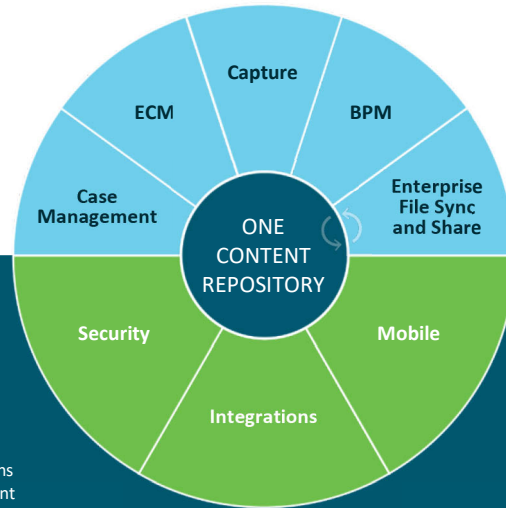 Capture
ECM
BPM
Case
Management
Enterprise
File Sync
and Share
ONE
CONTENT
REPOSITORY
Security
Mobile
Integrations